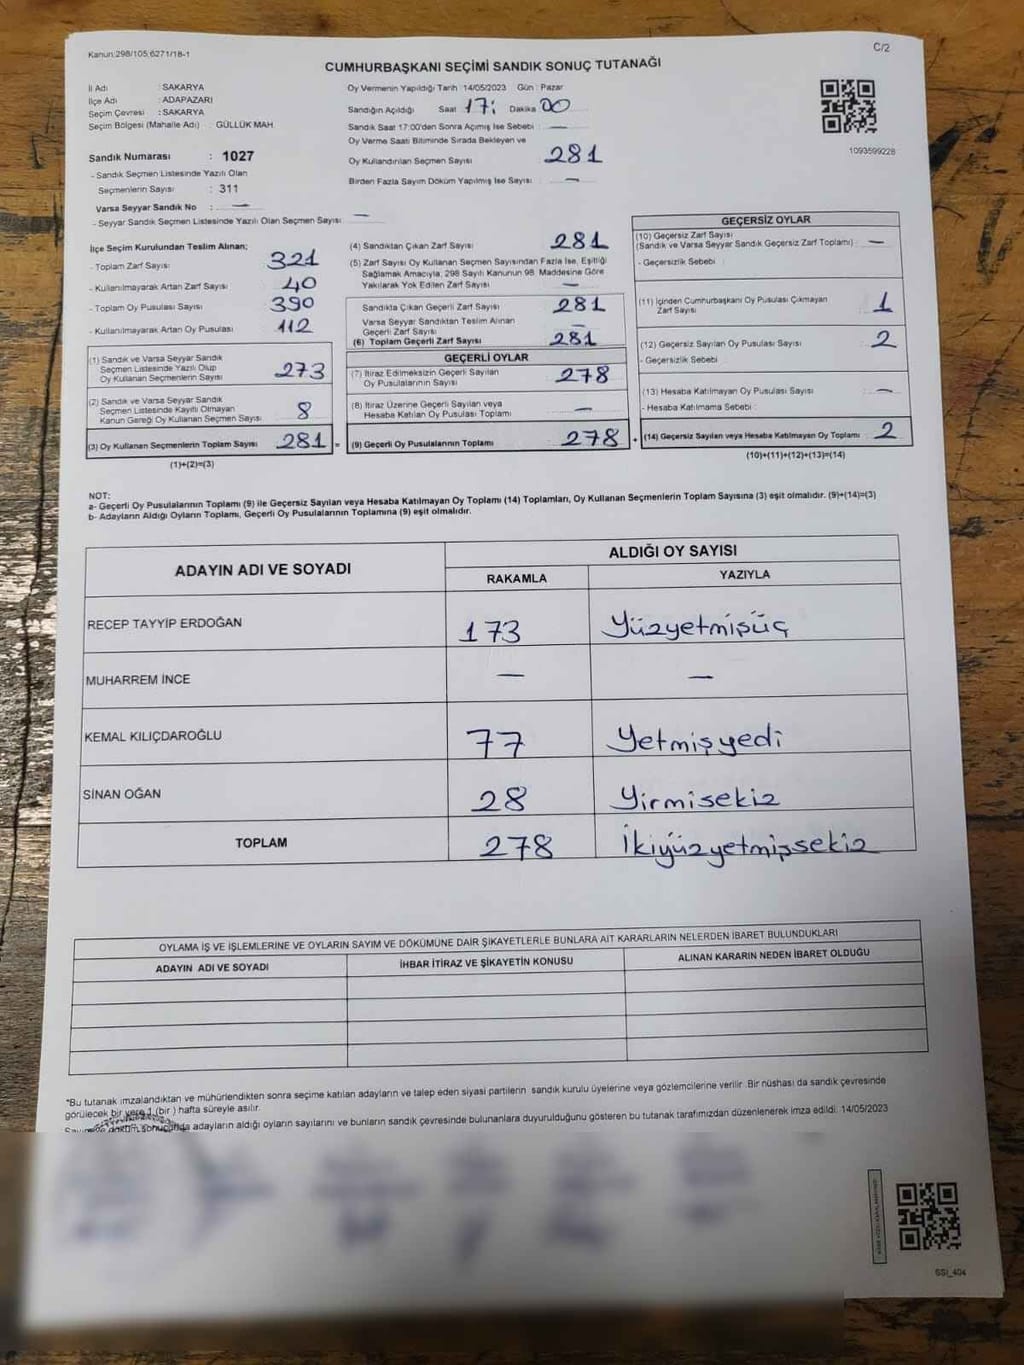 Kanun:298/105,6271/18-1
C/2
CUMHURBAŞKANI SEÇİMİ SANDIK SONUÇ TUTANAĞI
İl Adı : SAKARYA
İlçe Adı : ADAPAZARI
Seçim Çevresi : SAKARYA
Seçim Bölgesi (Mahalle Adı) : GÜLLÜK MAH.
Sandık Numarası : 1027
- Sandık Seçmen Listesinde Yazılı Olan
Seçmenlerin Sayısı : 311
Varsa Seyyar Sandık No : —
- Seyyar Sandık Seçmen Listesinde Yazılı Olan Seçmen Sayısı : —
Oy Vermenin Yapıldığı Tarih 14/05/2023 Gün : Pazar
Sandığın Açıldığı Saat 17: Dakika 00
Sandık Saat 17:00'den Sonra Açılmış İse Sebebi : —
Oy Verme Saati Bitiminde Sırada Bekleyen ve
Oy Kullandırılan Seçmen Sayısı 281
Birden Fazla Sayım Döküm Yapılmış İse Sayısı : —
1093599228
İlçe Seçim Kurulundan Teslim Alınan;
- Toplam Zarf Sayısı : 321
- Kullanılmayarak Artan Zarf Sayısı : 40
- Toplam Oy Pusulası Sayısı : 390
- Kullanılmayarak Artan Oy Pusulası : 112
(1) Sandık ve Varsa Seyyar Sandık
Seçmen Listesinde Yazılı Olup
Oy Kullanan Seçmenlerin Sayısı 273
(2) Sandık ve Varsa Seyyar Sandık
Seçmen Listesinde Kayıtlı Olmayan
Kanun Gereği Oy Kullanan Seçmen Sayısı 8
(3) Oy Kullanan Seçmenlerin Toplam Sayısı 281 =
(1)+(2)=(3)
(4) Sandıktan Çıkan Zarf Sayısı 281
(5) Zarf Sayısı Oy Kullanan Seçmen Sayısından Fazla İse, Eşitliği
Sağlamak Amacıyla, 298 Sayılı Kanunun 98. Maddesine Göre
Yakılarak Yok Edilen Zarf Sayısı —
Sandıkta Çıkan Geçerli Zarf Sayısı 281
Varsa Seyyar Sandıktan Teslim Alınan
Geçerli Zarf Sayısı —
(6) Toplam Geçerli Zarf Sayısı 281
GEÇERLİ OYLAR
(7) İtiraz Edilmeksizin Geçerli Sayılan
Oy Pusulalarının Sayısı 278
(8) İtiraz Üzerine Geçerli Sayılan veya
Hesaba Katılan Oy Pusulası Toplamı —
(9) Geçerli Oy Pusulalarının Toplamı 278 +
GEÇERSİZ OYLAR
(10) Geçersiz Zarf Sayısı
(Sandık ve Varsa Seyyar Sandık Geçersiz Zarf Toplamı) : —
- Geçersizlik Sebebi :
(11) İçinden Cumhurbaşkanı Oy Pusulası Çıkmayan
Zarf Sayısı 1
(12) Geçersiz Sayılan Oy Pusulası Sayısı : 2
- Geçersizlik Sebebi :
(13) Hesaba Katılmayan Oy Pusulası Sayısı : —
- Hesaba Katılmama Sebebi :
(14) Geçersiz Sayılan veya Hesaba Katılmayan Oy Toplamı 2
(10)+(11)+(12)+(13)=(14)
NOT:
a- Geçerli Oy Pusulalarının Toplamı (9) ile Geçersiz Sayılan veya Hesaba Katılmayan Oy Toplamı (14) Toplamları, Oy Kullanan Seçmenlerin Toplam Sayısına (3) eşit olmalıdır. (9)+(14)=(3)
b- Adayların Aldığı Oyların Toplamı, Geçerli Oy Pusulalarının Toplamına (9) eşit olmalıdır.
ADAYIN ADI VE SOYADI ALDIĞI OY SAYISI
RAKAMLA YAZIYLA
RECEP TAYYİP ERDOĞAN 173 Yüzyetmişüç
MUHARREM İNCE — —
KEMAL KILIÇDAROĞLU 77 Yetmişyedi
SİNAN OĞAN 28 Yirmisekiz
TOPLAM 278 İkiyüzyetmişsekiz
OYLAMA İŞ VE İŞLEMLERİNE VE OYLARIN SAYIM VE DÖKÜMÜNE DAİR ŞİKAYETLERLE BUNLARA AİT KARARLARIN NELERDEN İBARET BULUNDUKLARI
ADAYIN ADI VE SOYADI İHBAR İTİRAZ VE ŞİKAYETİN KONUSU ALINAN KARARIN NEDEN İBARET OLDUĞU
*Bu tutanak imzalandıktan ve mühürlendikten sonra seçime katılan adayların ve talep eden siyasi partilerin sandık kurulu üyelerine veya gözlemcilerine verilir. Bir nüshası da sandık çevresinde
görülecek bir yere 1 (bir) hafta süreyle asılır.
Sayım ve döküm sonucunda adayların aldığı oyların sayılarını ve bunların sandık çevresinde bulunanlara duyurulduğunu gösteren bu tutanak tarafımızdan düzenlenerek imza edildi. 14/05/2023
SSI_404